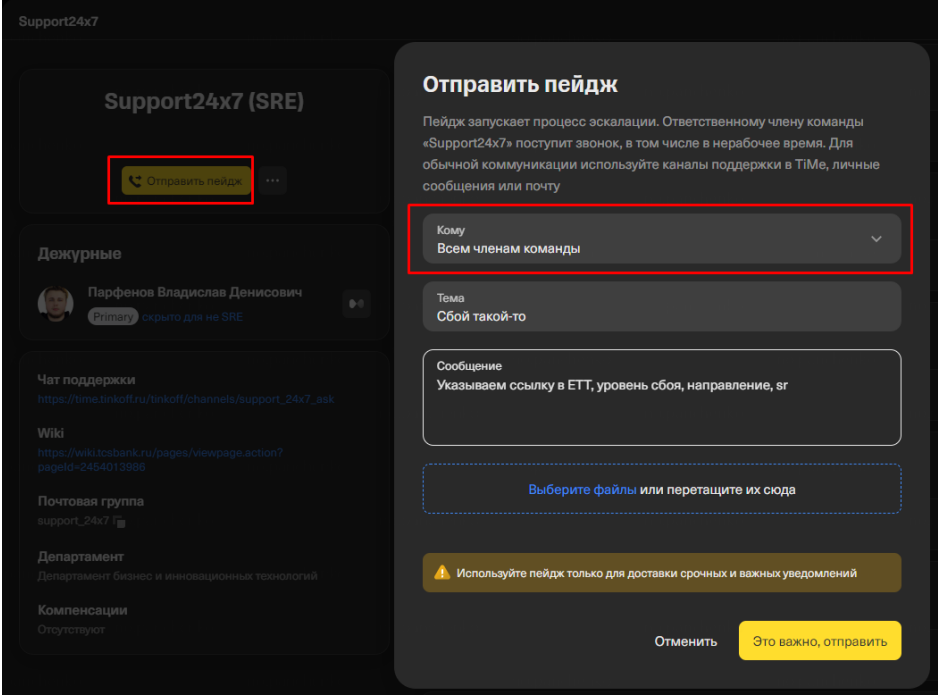 Support24x7
Support24x7 (SRE)
Отправить пейдж
Дежурные
Парфенов Владислав Денисович
Primary скрыто для не SRE
Чат поддержки
https://time.tinkoff.ru/tinkoff/channels/support_24x7_ask
Wiki
https://wiki.tcsbank.ru/pages/viewpage.action?
pageId=2454013986
Почтовая группа
support_24x7
Департамент
Департамент бизнес и инновационных технологий
Компенсации
Отсутствуют
Отправить пейдж
Пейдж запускает процесс эскалации. Ответственному члену команды
«Support24x7» поступит звонок, в том числе в нерабочее время. Для
обычной коммуникации используйте каналы поддержки в TiMe, личные
сообщения или почту
Кому
Всем членам команды
Тема
Сбой такой-то
Сообщение
Указываем ссылку в ETT, уровень сбоя, направление, sr
Выберите файлы или перетащите их сюда
Используйте пейдж только для доставки срочных и важных уведомлений
Отменить
Это важно, отправить